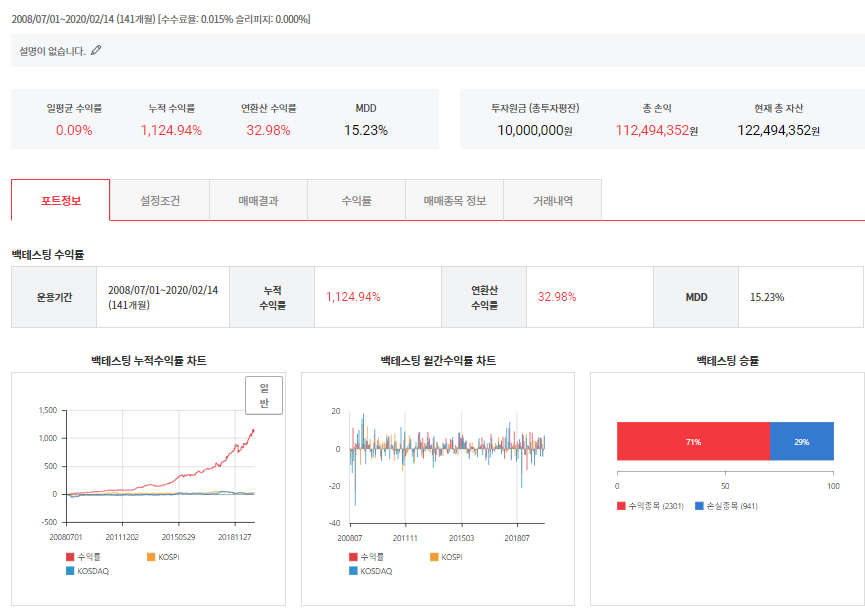 2008/07/01~2020/02/14 (141개월) [수수료율: 0.015% 슬리피지: 0.000%]
설명이 없습니다.
일평균 수익률 누적 수익률 연환산 수익률 MDD 투자원금 (총투자평잔) 총 손익 현재 총 자산
0.09% 1,124.94% 32.98% 15.23% 10,000,000원 112,494,352원 122,494,352원
포트정보 설정조건 매매결과 수익률 매매종목 정보 거래내역
백테스팅 수익률
운용기간 2008/07/01~2020/02/14 (141개월) 누적 수익률 1,124.94% 연환산 수익률 32.98% MDD 15.23%
백테스팅 누적수익률 차트
일반
1,500
1,000
500
0
-500
20080701 20111202 20150529 20181127
수익률 KOSPI
KOSDAQ
백테스팅 월간수익률 차트
20
0
-20
-40
200807 201111 201503 201807
수익률 KOSPI
KOSDAQ
백테스팅 승률
71% 29%
0 50 100
수익종목 (2301) 손실종목 (941)